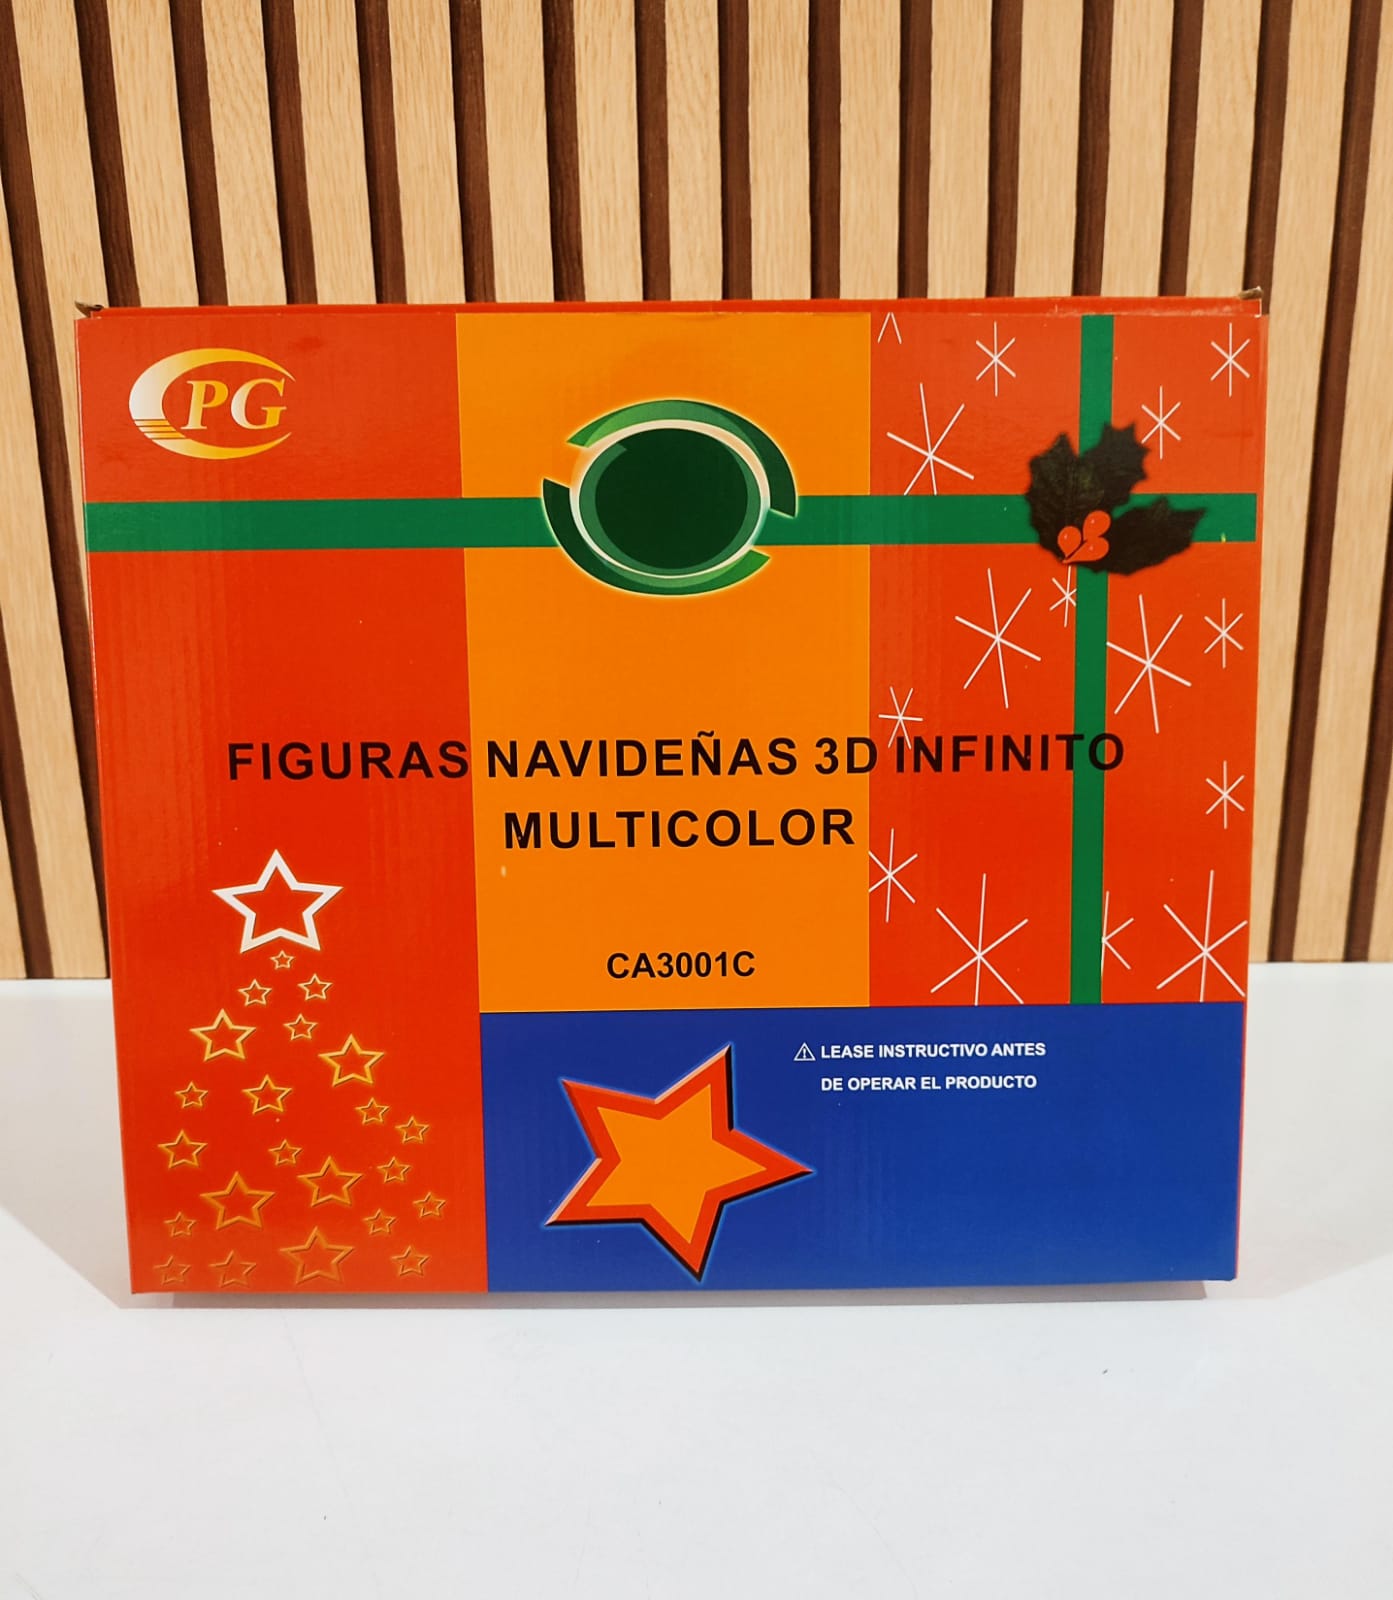 PG
FIGURAS NAVIDEÑAS 3D INFINITO
MULTICOLOR
CA3001C
LEASE INSTRUCTIVO ANTES
DE OPERAR EL PRODUCTO